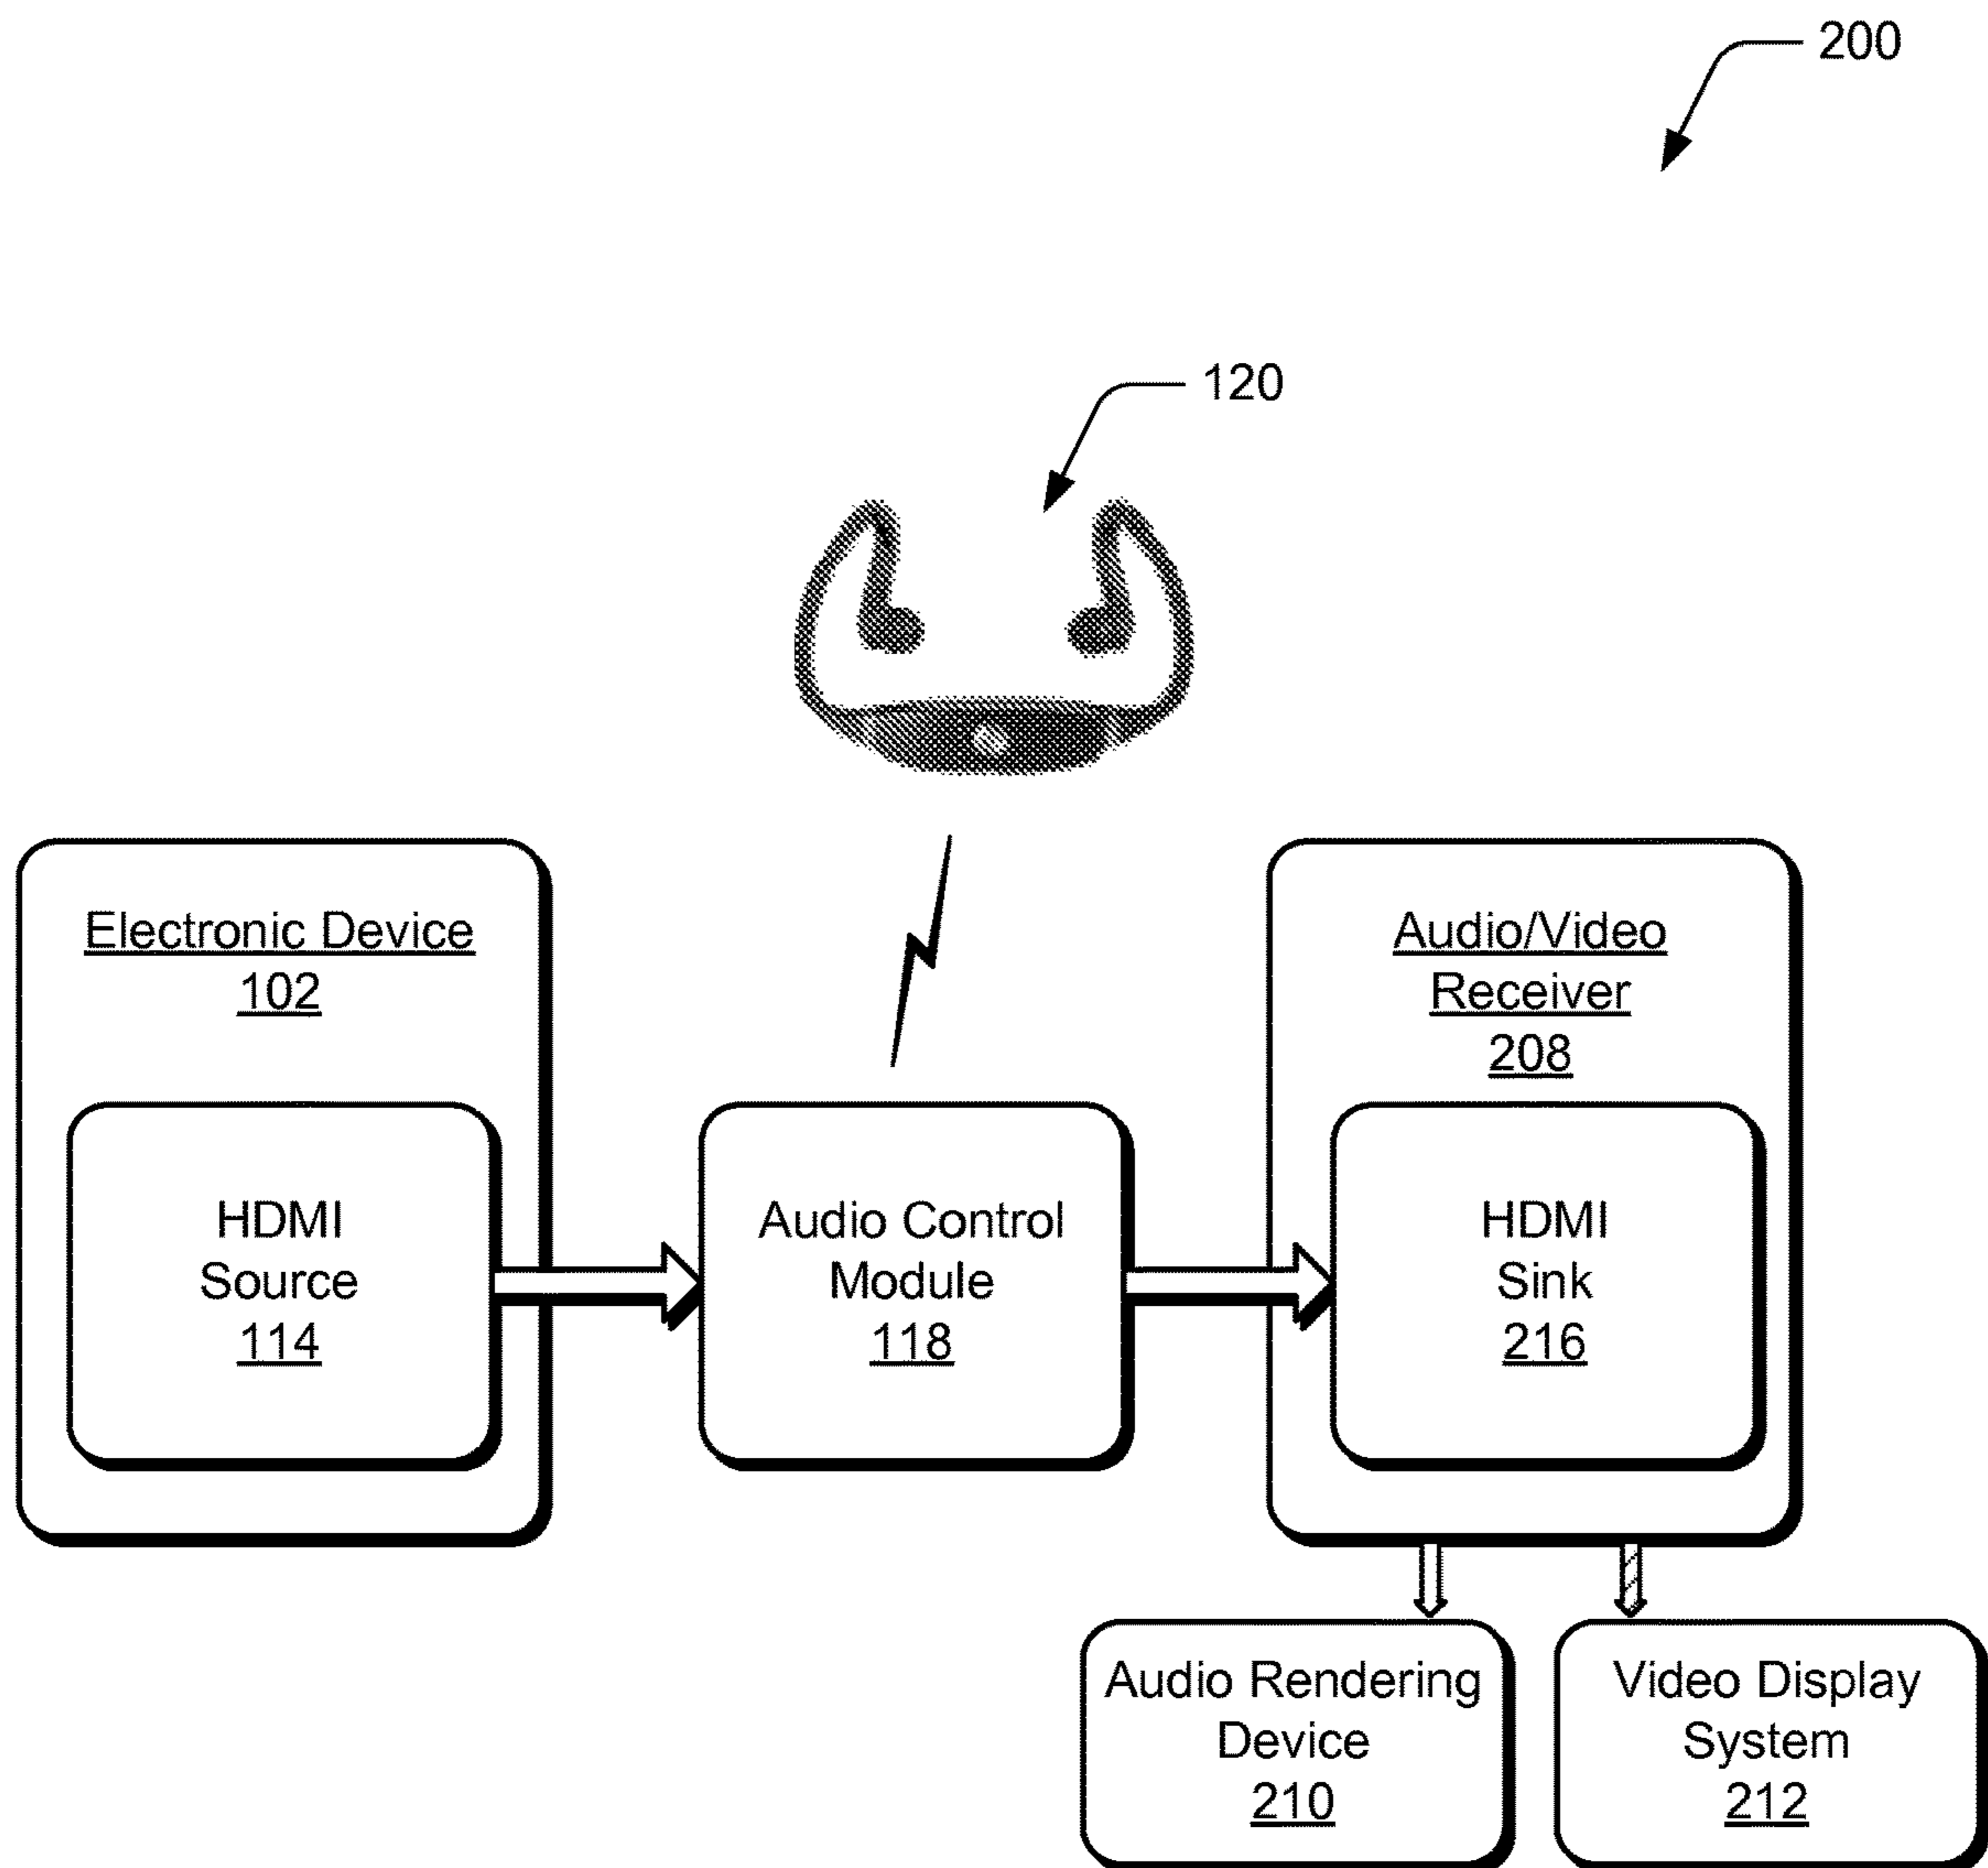 200
120
Electronic Device
102
HDMI
Source
114
Audio Control
Module
118
Audio/Video
Receiver
208
HDMI
Sink
216
Audio Rendering
Device
210
Video Display
System
212